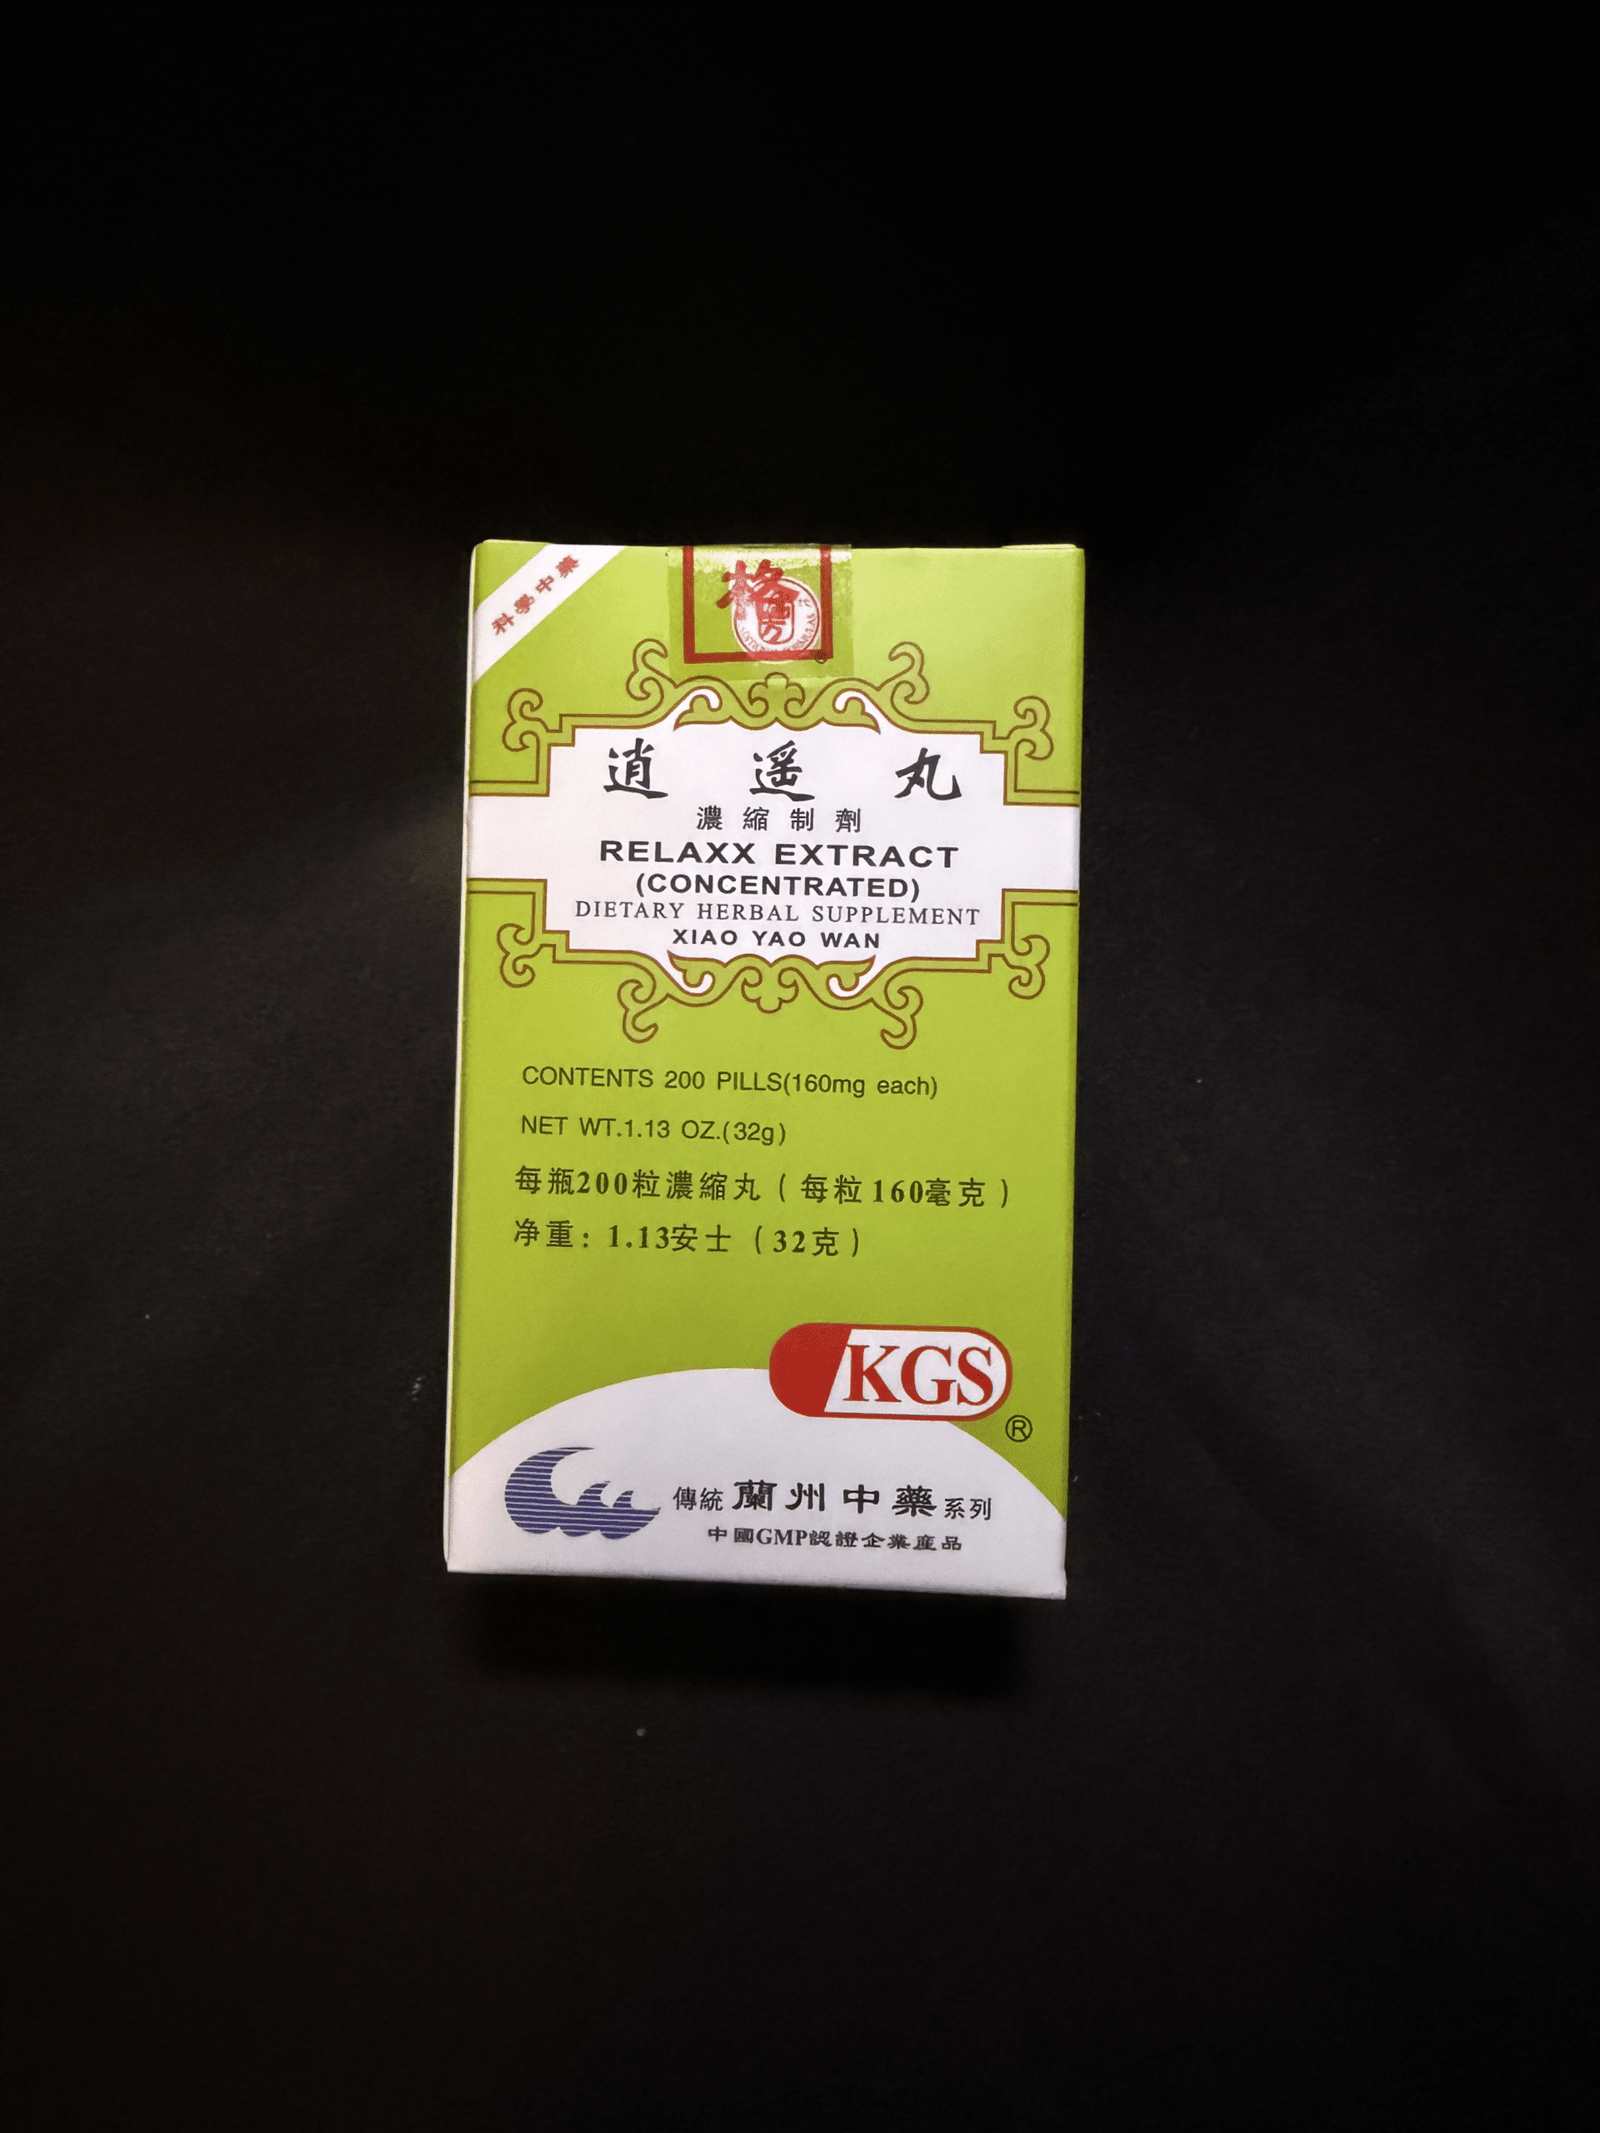 科學中藥
格
逍遥丸
濃縮制劑
RELAXX EXTRACT
(CONCENTRATED)
DIETARY HERBAL SUPPLEMENT
XIAO YAO WAN
CONTENTS 200 PILLS(160mg each)
NET WT.1.13 OZ.(32g)
每瓶200粒濃縮丸(每粒160毫克)
净重:1.13安士(32克)
KGS
®
傳統蘭州中藥系列
中國GMP認證企業産品